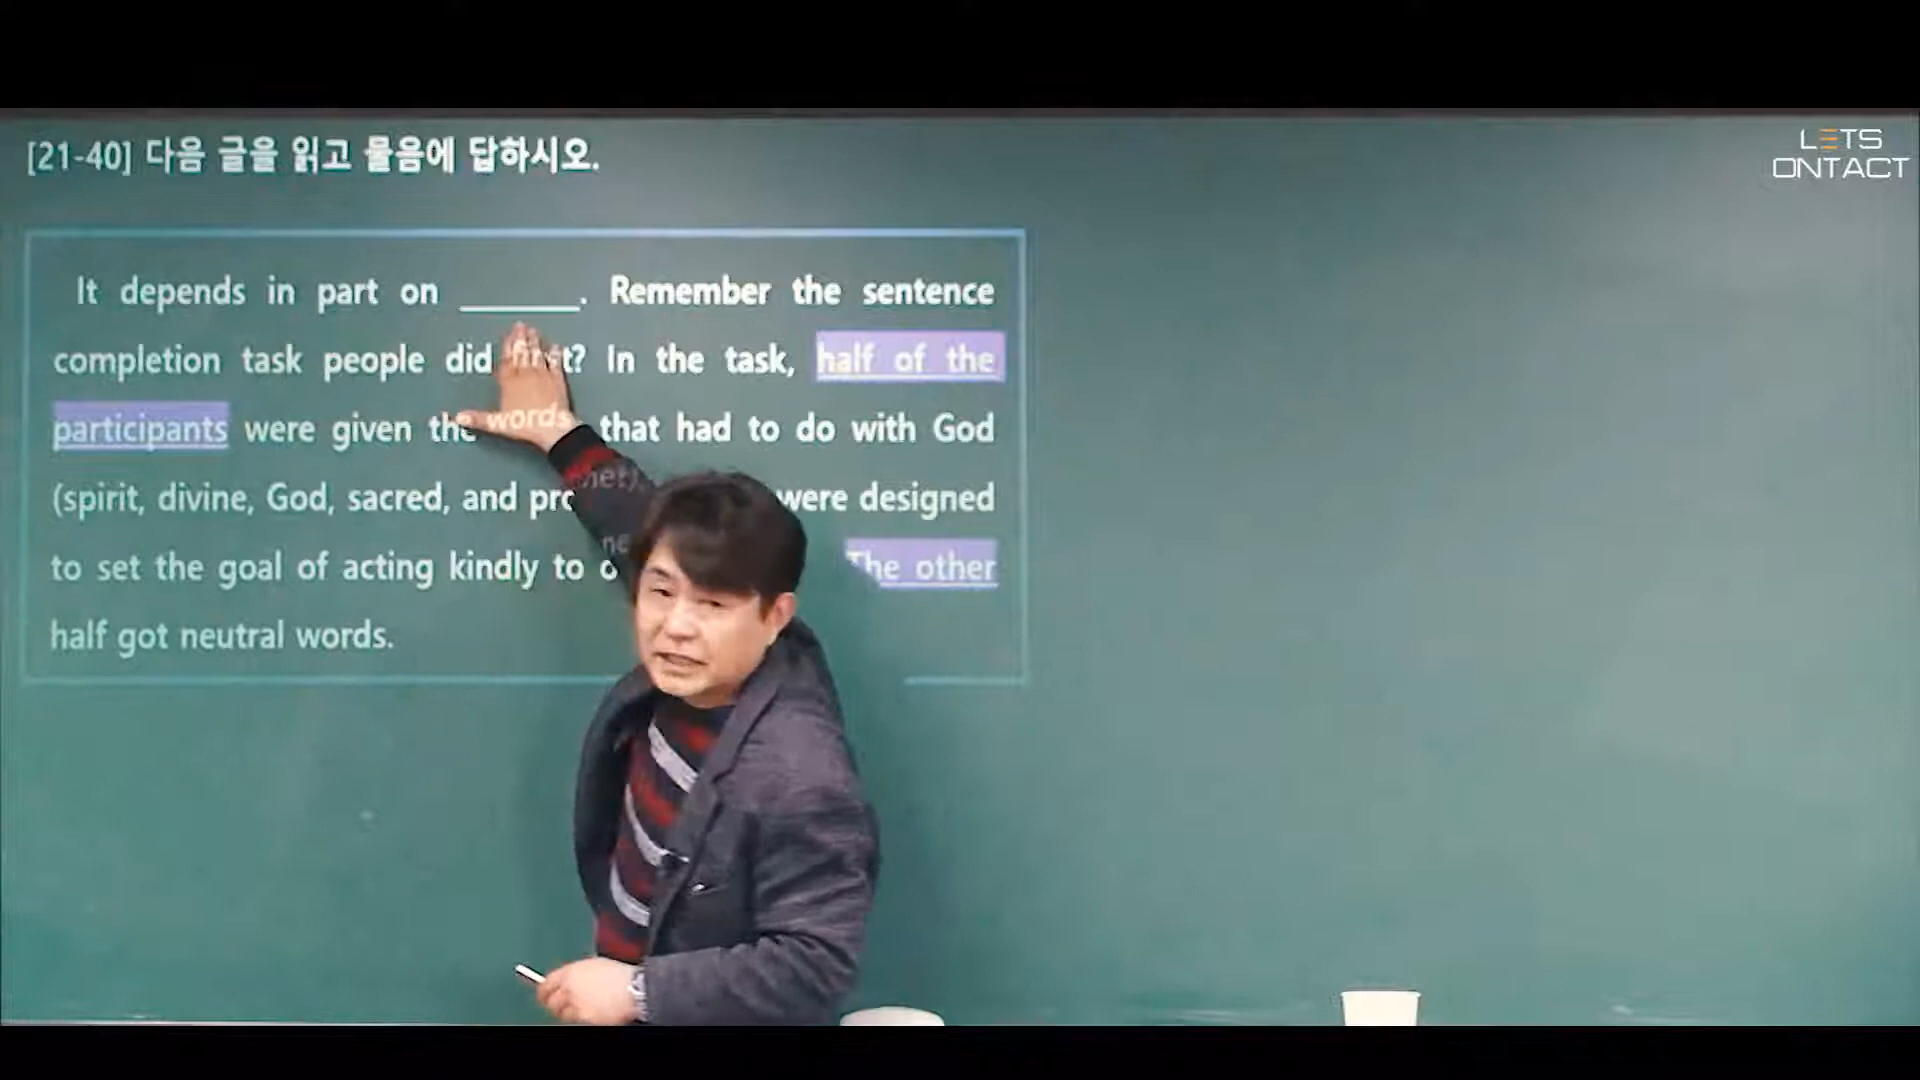 [21-40] 다음 글을 읽고 물음에 답하시오.
LETS
ONTACT
It depends in part on ______. Remember the sentence
completion task people did first? In the task, half of the
participants were given the words that had to do with God
(spirit, divine, God, sacred, and were designed
to set the goal of acting kindly to The other
half got neutral words.